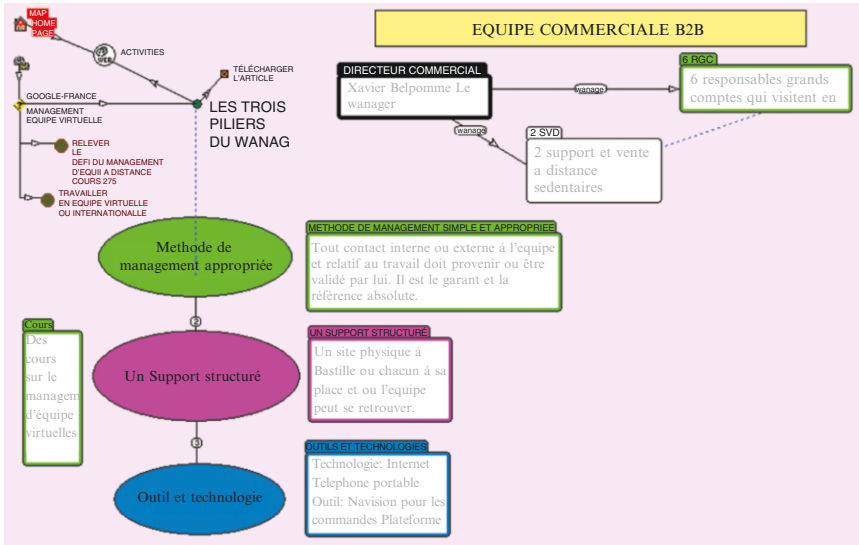 MAP
HOME
PAGE
ACTIVITIES
WEB
TÉLÉCHARGER
L'ARTICLE
GOOGLE-FRANCE
MANAGEMENT
EQUIPE VIRTUELLE
LES TROIS
PILIERS
DU WANAG
RELEVER
LE
DEFI DU MANAGEMENT
D'EQUII A DISTANCE
COURS 275
TRAVAILLER
EN EQUIPE VIRTUELLE
OU INTERNATIONALLE
EQUIPE COMMERCIALE B2B
DIRECTEUR COMMERCIAL
Xavier Belpomme Le
wanager
wanage
6 RGC
6 responsables grands
comptes qui visitent en
wanage
2 SVD
2 support et vente
a distance
sedentaires
Methode de
management appropriée
METHODE DE MANAGEMENT SIMPLE ET APPROPRIEE
Tout contact interne ou externe á l'equipe
et relatif au travail doit provenir ou être
validé par lui. Il est le garant et la
référence absolute.
2
Cours
Des
cours
sur le
managem
d'équipe
virtuelles
Un Support structuré
UN SUPPORT STRUCTURÉ
Un site physique á
Bastille ou chacun á sa
place et ou l'equipe
peut se retrouver.
3
Outil et technologie
OUTILS ET TECHNOLOGIES
Technologie: Internet
Telephone portable
Outil: Navision pour les
commandes Plateforme